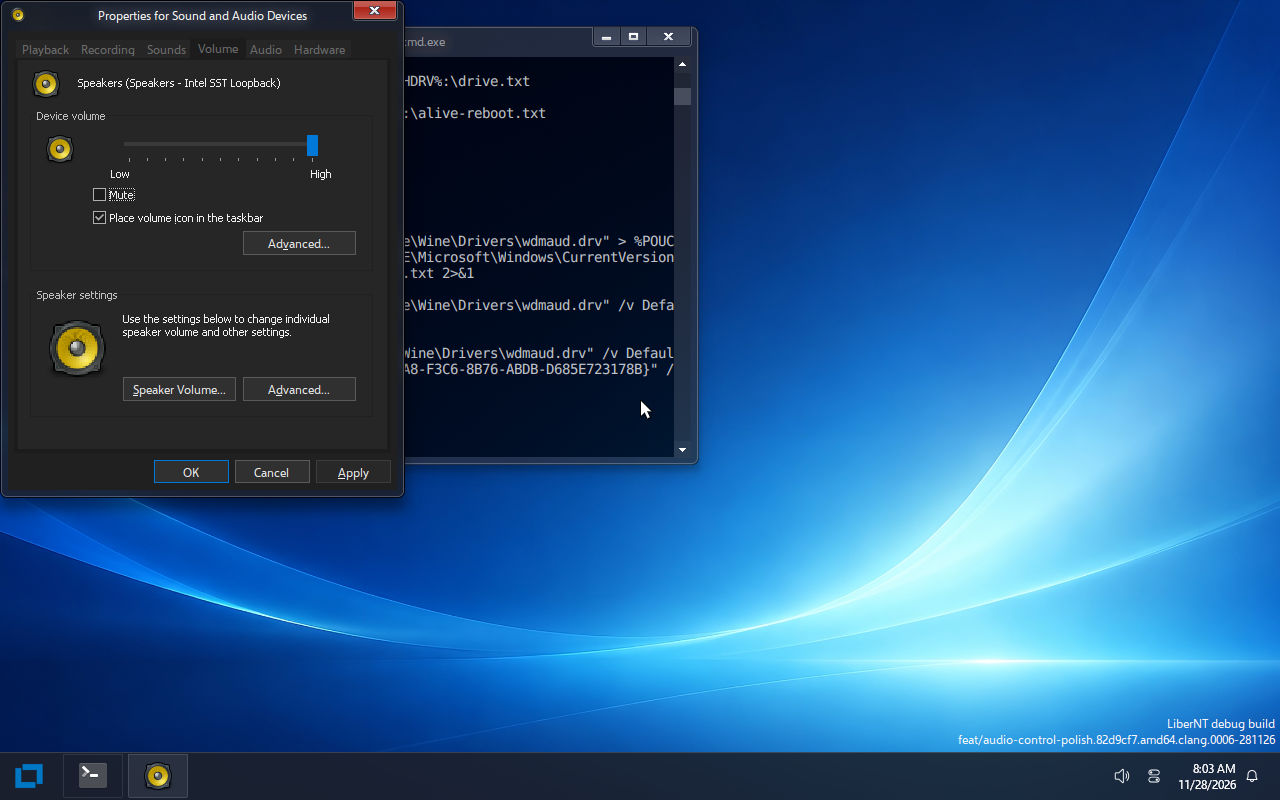 Properties for Sound and Audio Devices
Playback Recording Sounds Volume Audio Hardware
Speakers (Speakers - Intel SST Loopback)
Device volume
Low High
Mute
Place volume icon in the taskbar
Advanced...
Speaker settings
Use the settings below to change individual
speaker volume and other settings.
Speaker Volume... Advanced...
OK Cancel Apply
cmd.exe
HDRV%:\drive.txt
:\alive-reboot.txt
e\Wine\Drivers\wdmaud.drv" > %POUC
E\Microsoft\Windows\CurrentVersion
.txt 2>&1
e\Wine\Drivers\wdmaud.drv" /v Defa
Wine\Drivers\wdmaud.drv" /v Defaul
A8-F3C6-8B76-ABDB-D685E723178B}" /
LiberNT debug build
feat/audio-control-polish.82d9cf7.amd64.clang.0006-281126
8:03 AM
11/28/2026